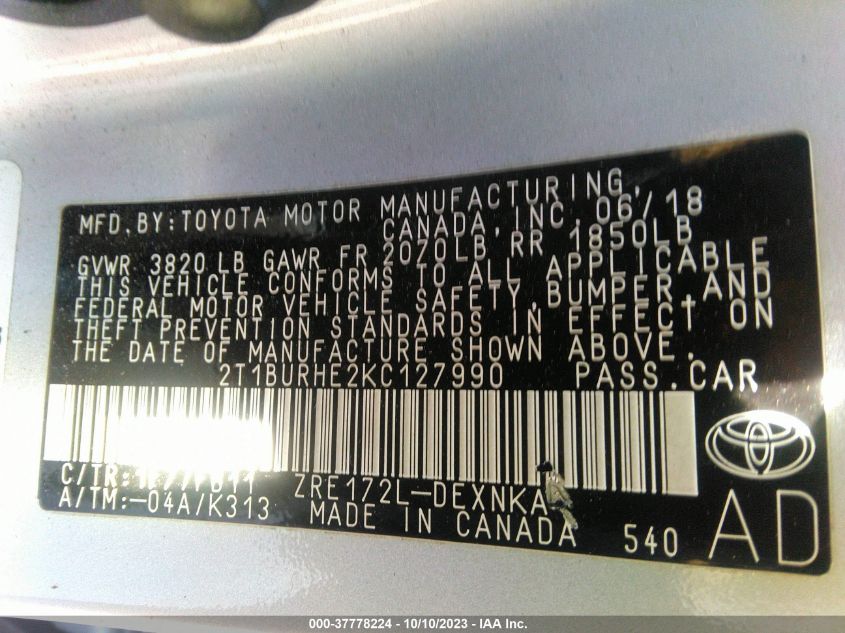 MFD. BY: TOYOTA MOTOR MANUFACTURING,
CANADA, INC. 06/18
GVWR 3820 LB GAWR FR 2070LB RR 1850LB
THIS VEHICLE CONFORMS TO ALL APPLICABLE
FEDERAL MOTOR VEHICLE SAFETY, BUMPER, AND
THEFT PREVENTION STANDARDS IN EFFECT ON
THE DATE OF MANUFACTURE SHOWN ABOVE.
2T1BURHE2KC127990 PASS. CAR
C/TR:
ZRE172L-DEXNKA
A/TM:-04A/K313
MADE IN CANADA 540
AD
000-37778224 - 10/10/2023 - IAA Inc.